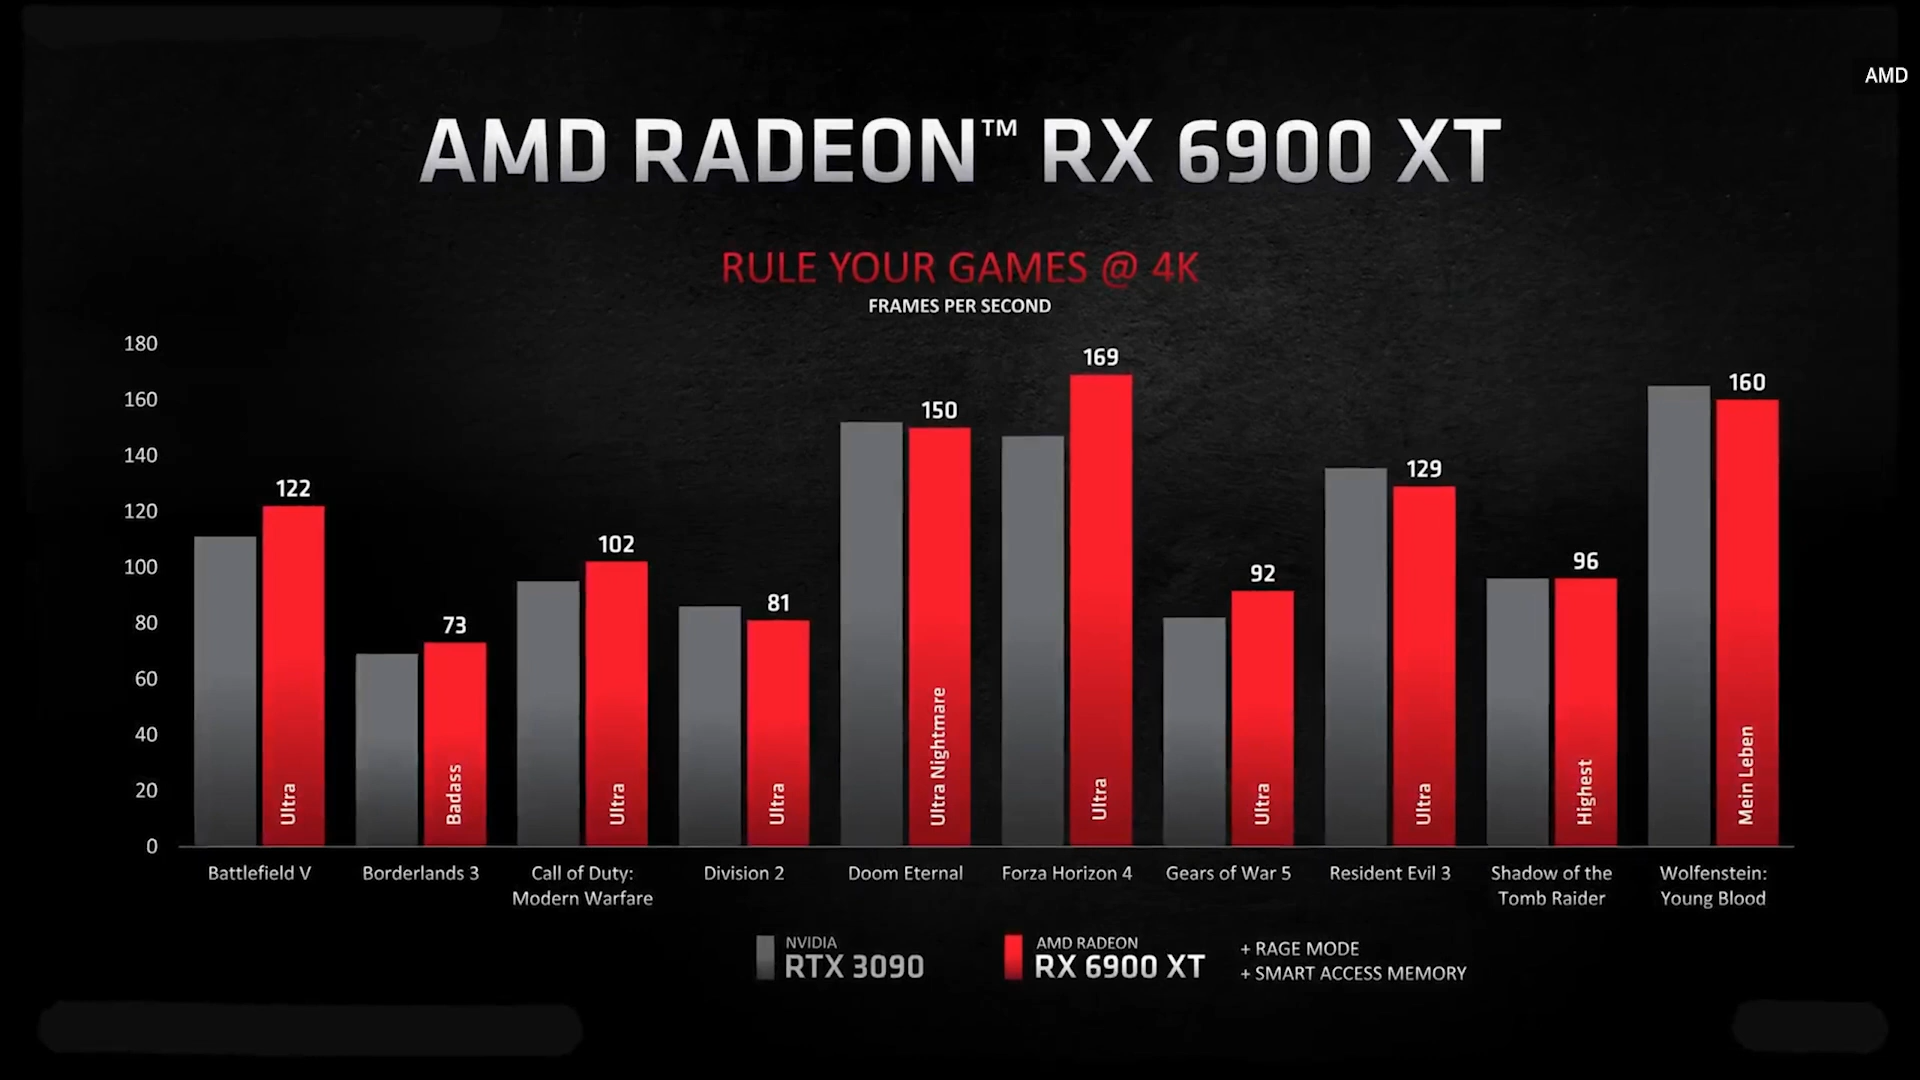 AMD
AMD RADEON™ RX 6900 XT
RULE YOUR GAMES @ 4K
FRAMES PER SECOND
180
160
140
120
100
80
60
40
20
0
122
73
102
81
150
169
92
129
96
160
Ultra
Badass
Ultra
Ultra
Ultra Nightmare
Ultra
Ultra
Ultra
Highest
Mein Leben
Battlefield V
Borderlands 3
Call of Duty:
Modern Warfare
Division 2
Doom Eternal
Forza Horizon 4
Gears of War 5
Resident Evil 3
Shadow of the
Tomb Raider
Wolfenstein:
Young Blood
NVIDIA
RTX 3090
AMD RADEON
RX 6900 XT
+ RAGE MODE
+ SMART ACCESS MEMORY